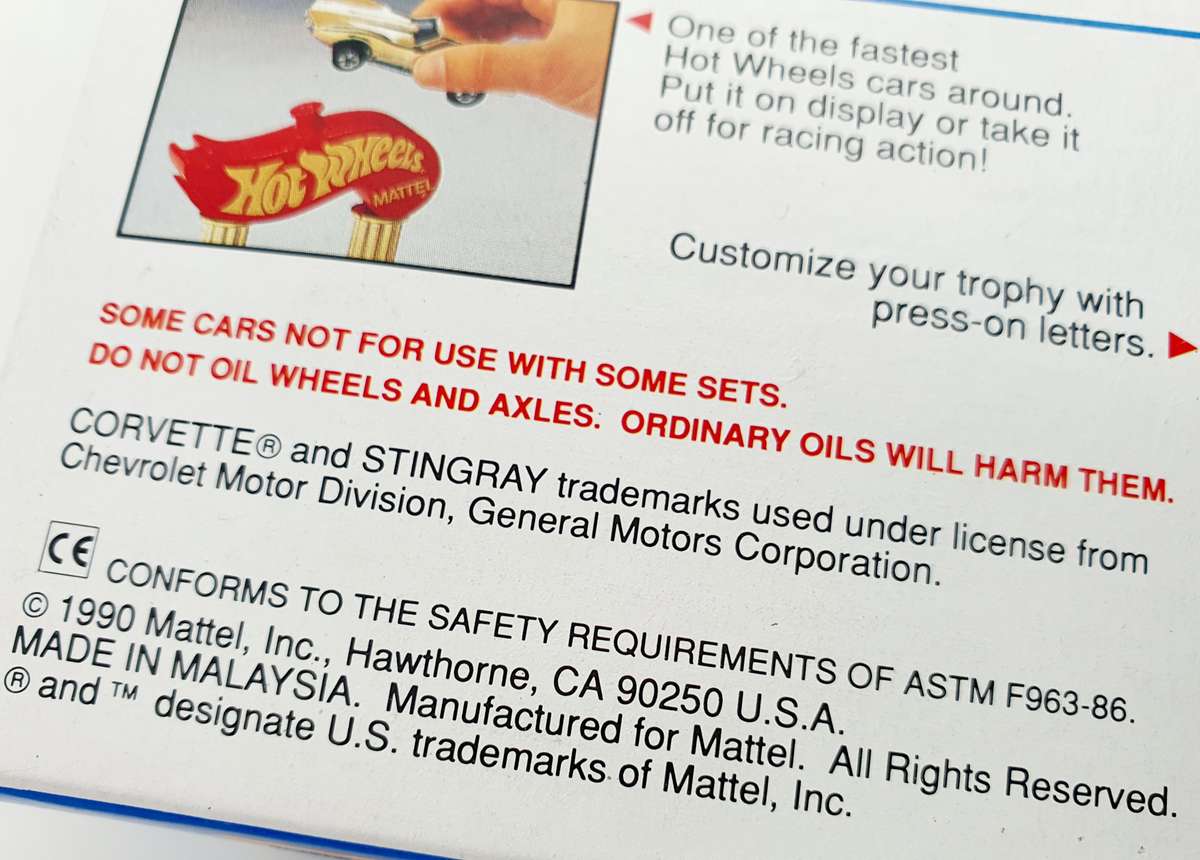 One of the fastest
Hot Wheels cars around.
Put it on display or take it
off for racing action!
HOT WHEELS
MATTEL
Customize your trophy with
press-on letters.
SOME CARS NOT FOR USE WITH SOME SETS.
DO NOT OIL WHEELS AND AXLES. ORDINARY OILS WILL HARM THEM.
CORVETTE® and STINGRAY trademarks used under license from
Chevrolet Motor Division, General Motors Corporation.
CE CONFORMS TO THE SAFETY REQUIREMENTS OF ASTM F963-86.
© 1990 Mattel, Inc., Hawthorne, CA 90250 U.S.A.
MADE IN MALAYSIA. Manufactured for Mattel. All Rights Reserved.
® and ™ designate U.S. trademarks of Mattel, Inc.